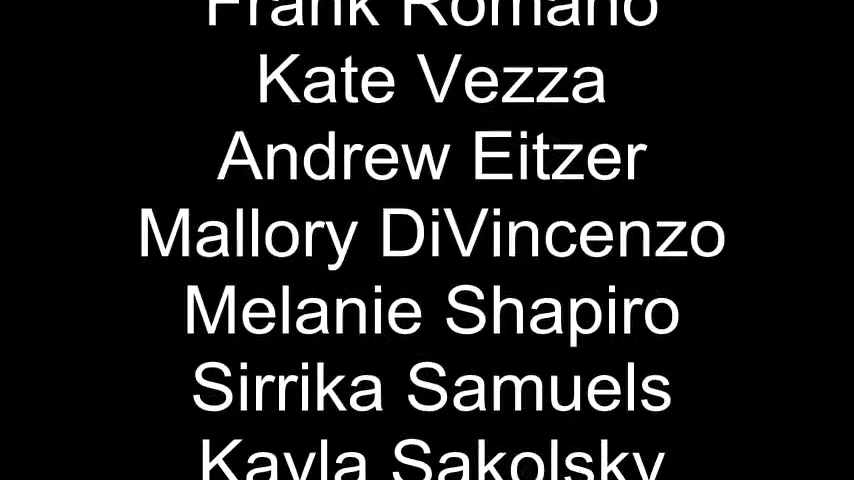 Frank Romano
Kate Vezza
Andrew Eitzer
Mallory DiVincenzo
Melanie Shapiro
Sirrika Samuels
Kayla Sakolsky